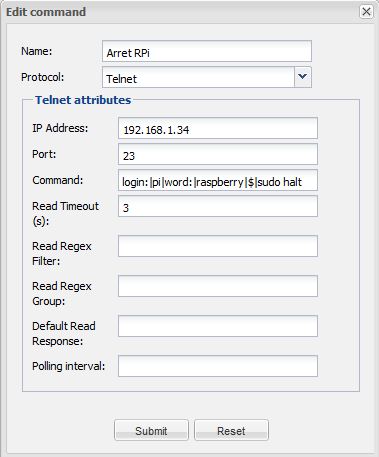 Edit command
Name: Arret RPi
Protocol: Telnet
Telnet attributes
IP Address: 192.168.1.34
Port: 23
Command: login:|pi|word:|raspberry|$|sudo halt
Read Timeout
(s): 3
Read Regex
Filter:
Read Regex
Group:
Default Read
Response:
Polling interval:
Submit Reset